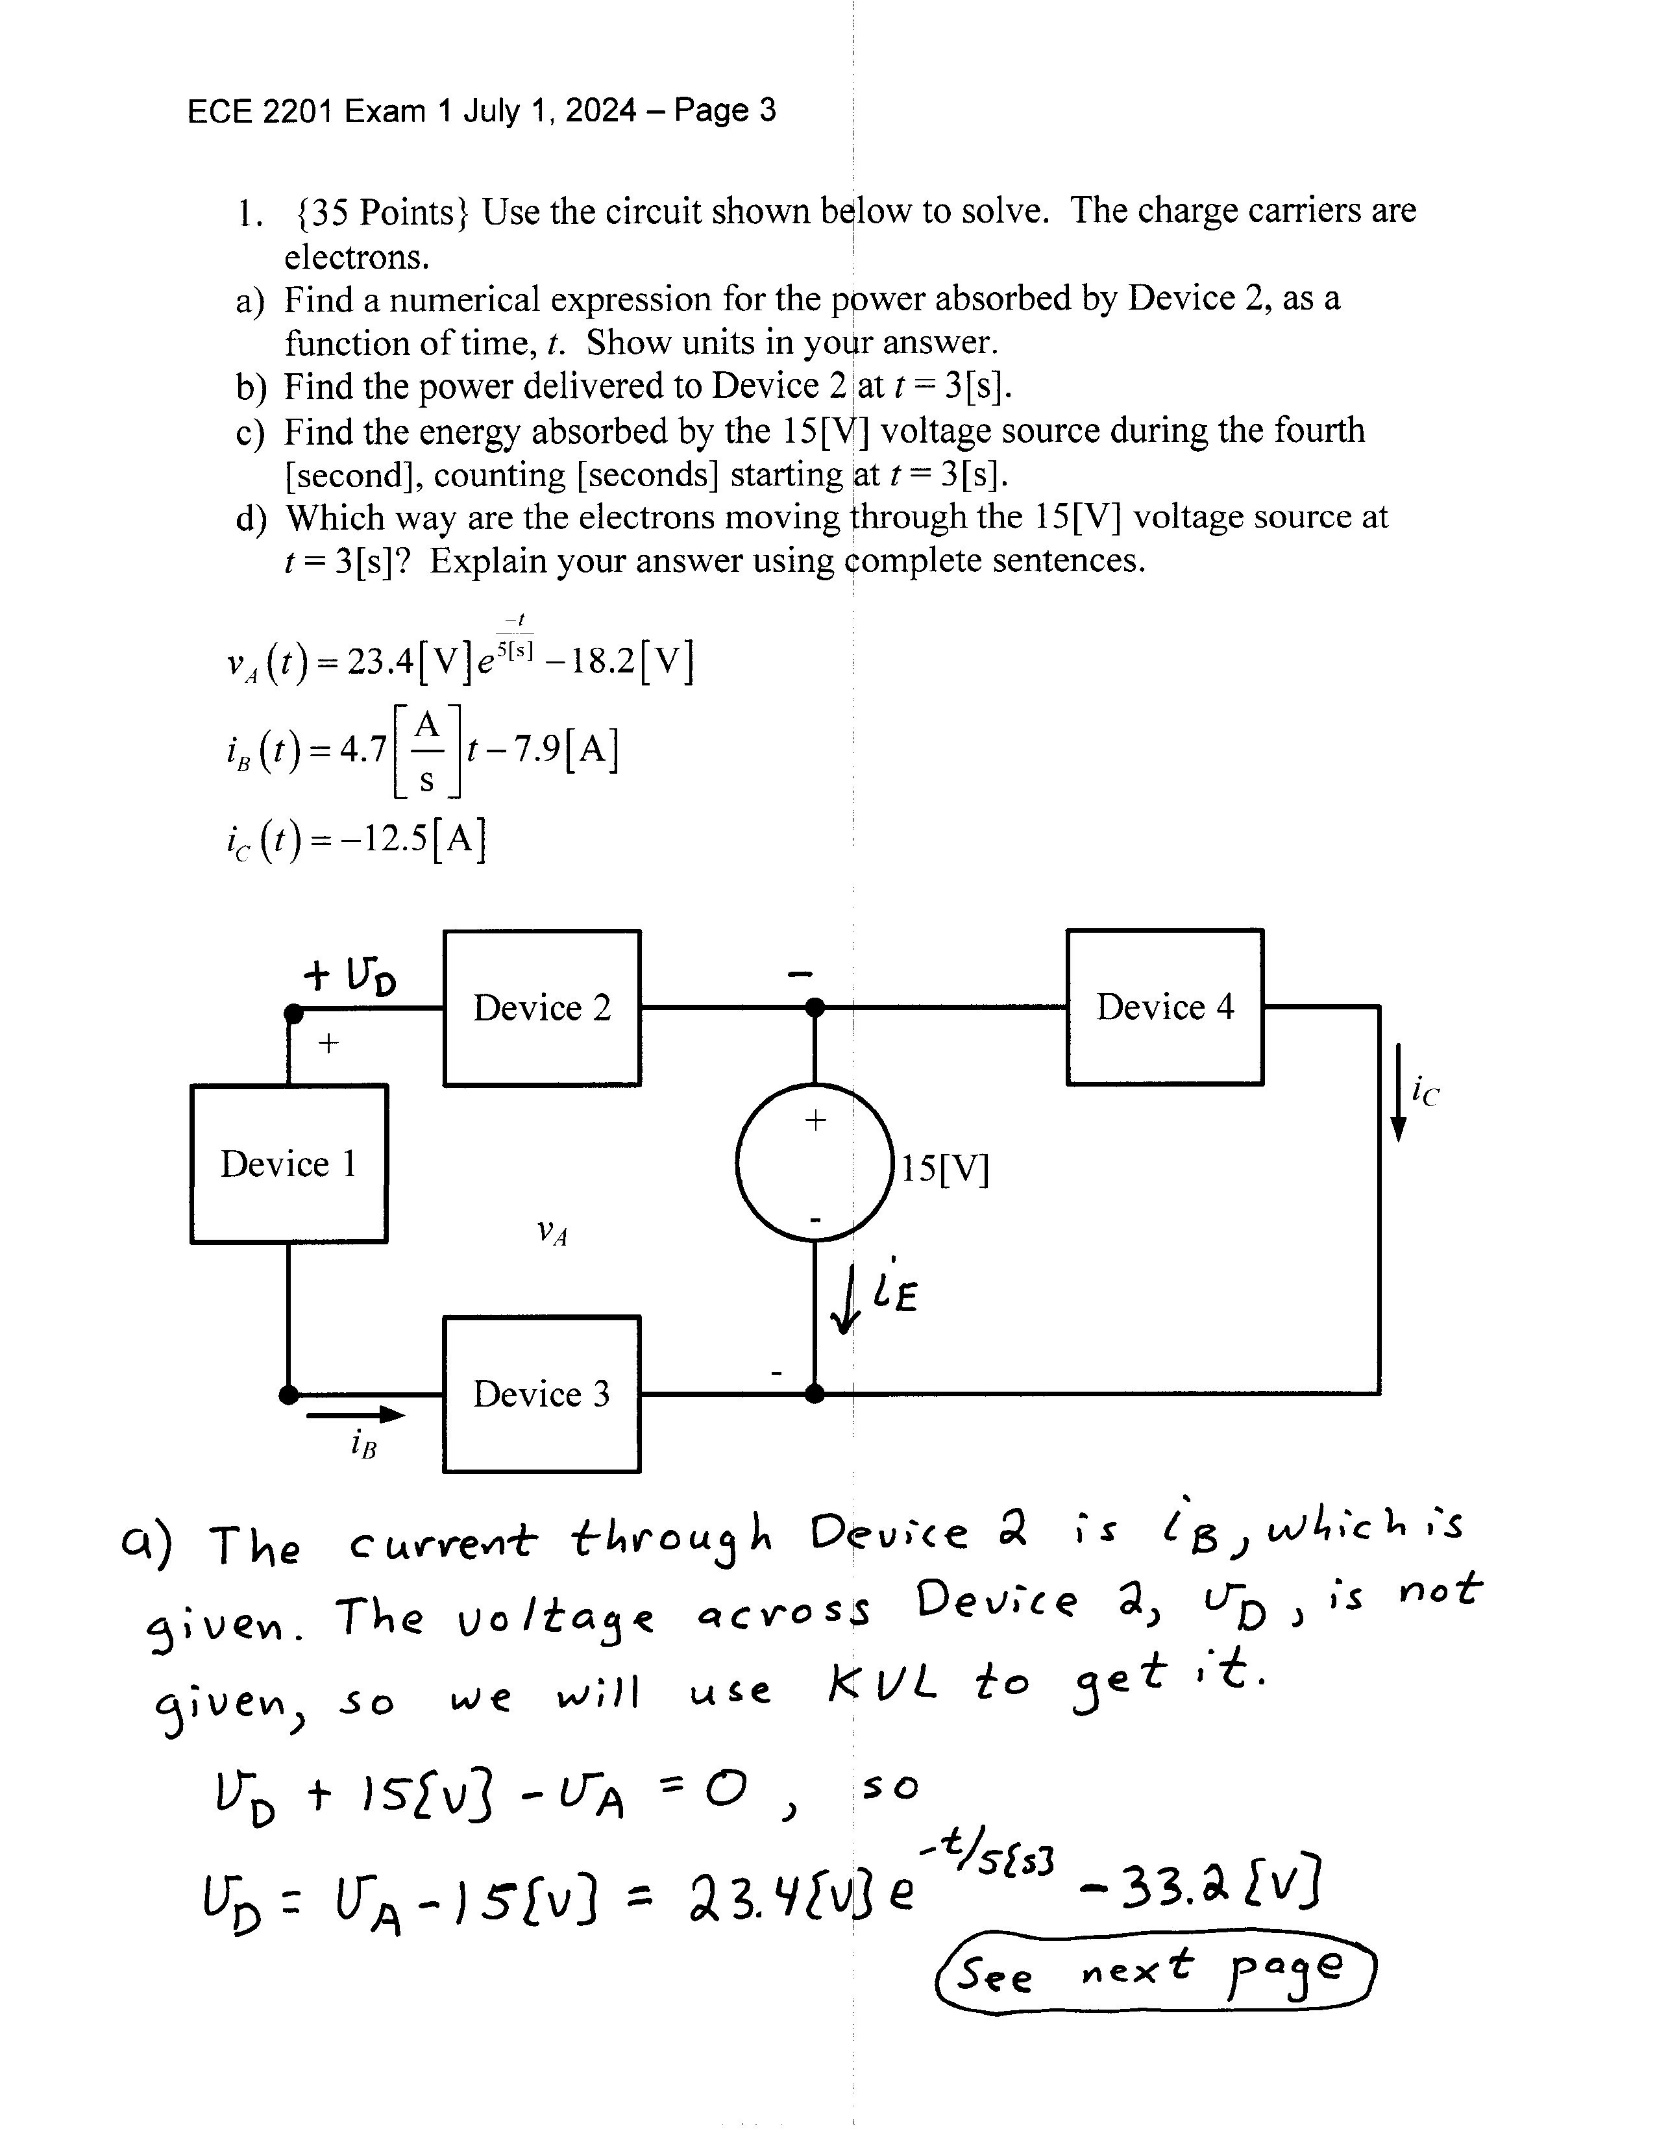 ECE 2201 Exam 1 July 1, 2024 – Page 3
1. {35 Points} Use the circuit shown below to solve. The charge carriers are
electrons.
a) Find a numerical expression for the power absorbed by Device 2, as a
function of time, t. Show units in your answer.
b) Find the power delivered to Device 2 at t = 3[s].
c) Find the energy absorbed by the 15[V] voltage source during the fourth
[second], counting [seconds] starting at t = 3[s].
d) Which way are the electrons moving through the 15[V] voltage source at
t = 3[s]? Explain your answer using complete sentences.
v_A(t) = 23.4[V]e^(-t/5[s]) – 18.2[V]
i_B(t) = 4.7[A/s]t – 7.9[A]
i_C(t) = –12.5[A]
+ v_D
–
Device 2
Device 4
+
i_C
+
Device 1
15[V]
-
v_A
i_E
-
Device 3
i_B
a) The current through Device 2 is i_B, which is
given. The voltage across Device 2, v_D, is not
given, so we will use KVL to get it.
v_D + 15[V] - v_A = 0, so
v_D = v_A - 15[V] = 23.4[V]e^(-t/5[s]) - 33.2[V]
See next page